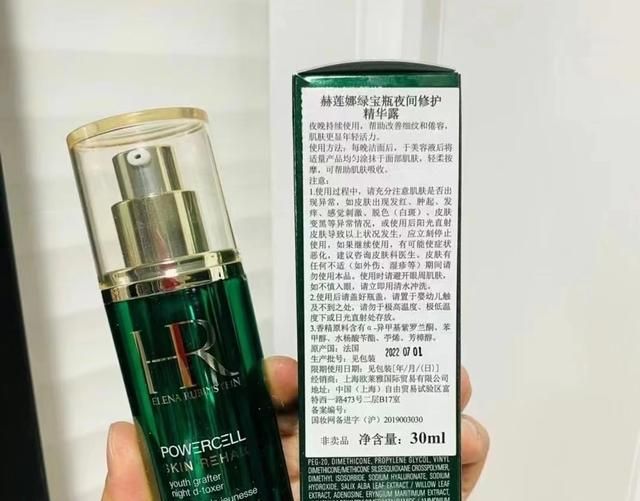 HR
ELENA RUBINSTEIN
POWERCELL
SKIN REHAB
youth grafter
night d-toxer
jeunesse
赫莲娜绿宝瓶夜间修护
精华露
夜晚持续使用，帮助改善细纹和倦容，
肌肤更显年轻活力。
使用方法：每晚洁面后，于美容液后将
适量产品均匀涂抹于面部肌肤，轻柔按
摩，可帮助肌肤吸收。
注意：
1.使用过程中，请充分注意肌肤是否出
现异常，如皮肤出现发红、肿起、发
痒、感觉刺激、脱色（白斑）、皮肤
变黑等异常情况，或使用后阳光直射
皮肤导致以上状况发生，应立刻停止
使用，如果继续使用，有可能使症状
恶化，建议咨询皮肤科医生。皮肤有
任何不适（如外伤、湿疹等）期间请
勿使用本品。使用时请避开眼周肌肤，
如不慎入眼，请立即用清水冲洗。
2.使用后请盖好瓶盖，请置于婴幼儿触
及不到之处，请勿于极高温度、极低温
度下或日光直射处存放。
3.香精原料含有α-异甲基紫罗兰酮、苯
甲醇、水杨酸苄酯、苧烯、芳樟醇。
原产国：法国 2022 07 01
生产批号：见包装
限期使用日期：见包装[年/月/(日)]
经销商：上海欧莱雅国际贸易有限公司
地址：中国（上海）自由贸易试验区富
特西一路473号二层B17室
备案编号：
国妆网备进字（沪）2019003030
非卖品 净含量：30ml
PEG-20, DIMETHICONE, PROPYLENE GLYCOL, VINYL
DIMETHICONE/METHICONE SILSESQUIOXANE CROSSPOLYMER,
DIMETHYL ISOSORBIDE, SODIUM HYALURONATE, SODIUM
HYDROXIDE, SALIX ALBA LEAF EXTRACT / WILLOW LEAF
EXTRACT, ADENOSINE, ERYNGIUM MARITIMUM EXTRACT,